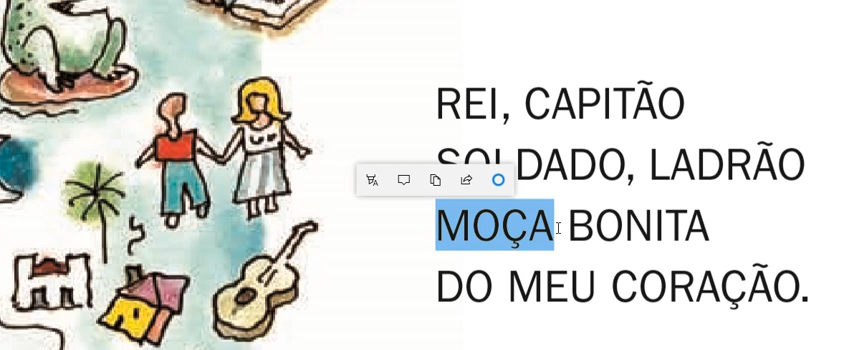 REI, CAPITÃO
SOLDADO, LADRÃO
MOÇA BONITA
DO MEU CORAÇÃO.